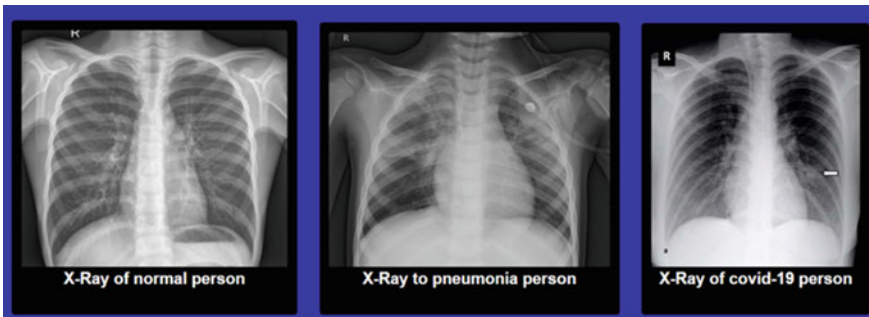 R
R
R
X-Ray of normal person
X-Ray to pneumonia person
X-Ray of covid-19 person